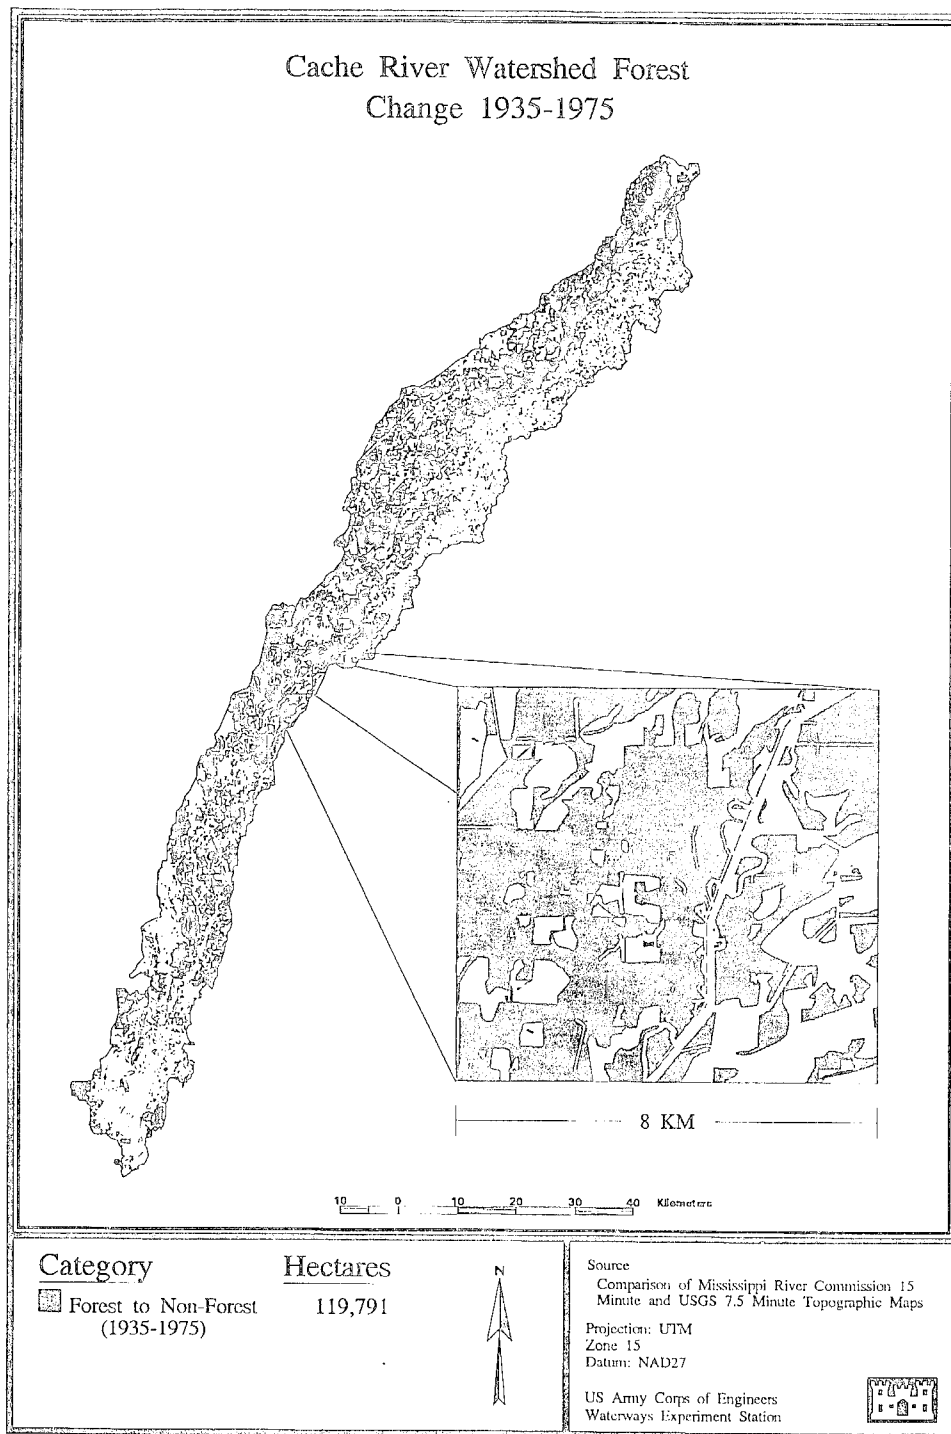 Cache River Watershed Forest
Change 1935-1975
8 KM
10 0 10 20 30 40 Kilometers
Category Hectares
Forest to Non-Forest 119,791
(1935-1975)
N
Source
Comparison of Mississippi River Commission 15
Minute and USGS 7.5 Minute Topographic Maps
Projection: UTM
Zone 15
Datum: NAD27
US Army Corps of Engineers
Waterways Experiment Station